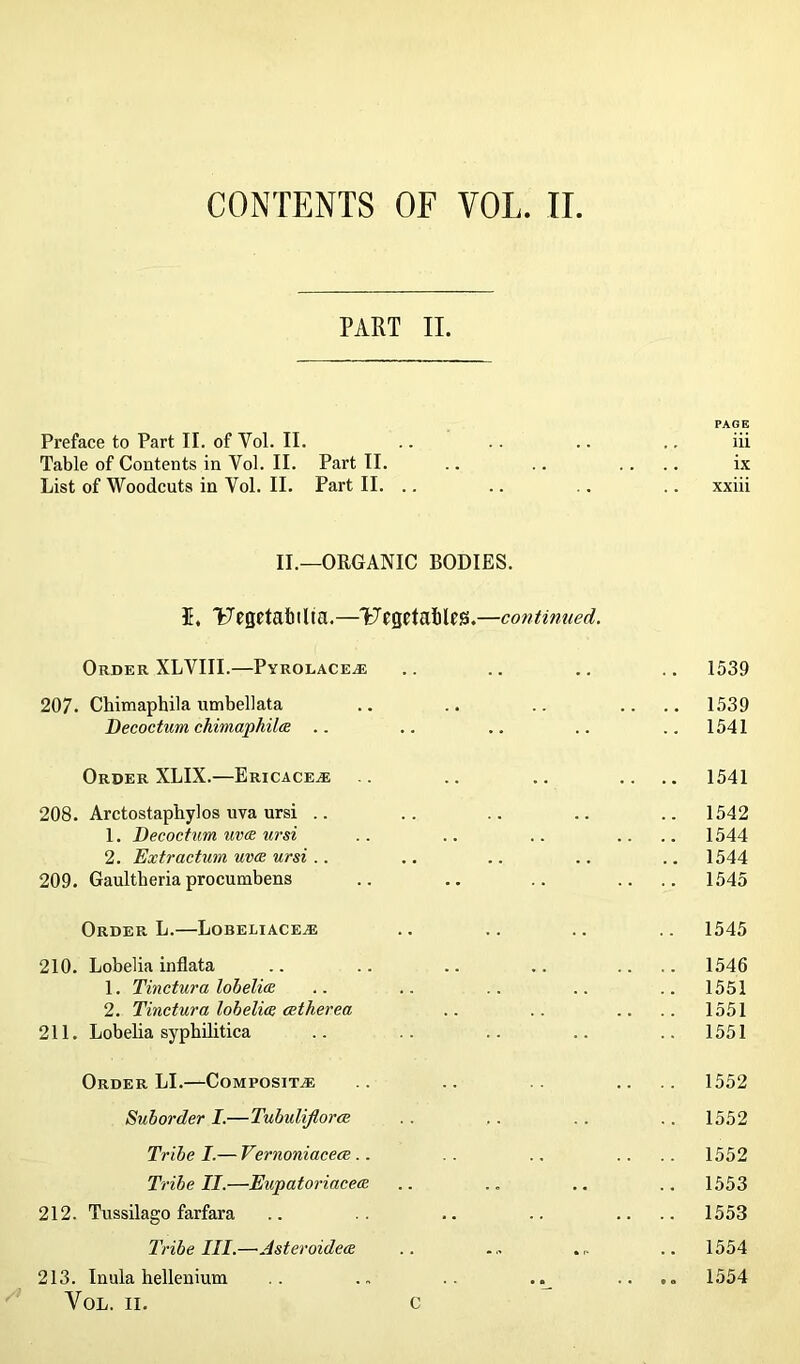 CONTENTS OF VOL. II.
PART II.
PAGE
Preface to Part II. of Vol. II. .. .. .. .. iii
Table of Contents in Vol. II. Part II. .. .. .. .. ix
List of Woodcuts in Vol. II. Part II. .. .. .. .. xxiii
II.—ORGANIC BODIES.
I. Vegetabilia.—Vegetables.—continued.
ORDER XLVIII.—PYROLACEÆ .. .. .. .. 1539
207. Chimaphila umbellata .. .. .. .. .. 1539
Decoctum chimaphilæ .. .. .. .. .. 1541
ORDER XLIX.—ERICACEÆ .. .. .. .. .. 1541
208. Arctostaphylos uva ursi .. .. .. .. .. 1542
1. Decoctum uvæ ursi .. .. .. .. .. 1544
2. Extractum uvæ ursi .. .. .. .. .. 1544
209. Gaultheria procumbens .. .. .. .. .. 1545
ORDER L.—LOBELIACEÆ .. .. .. .. 1545
210. Lobelia inflata .. .. .. .. .. .. 1546
1. Tinctura lobeliæ .. .. .. .. .. 1551
2. Tinctura lobeliæ ætherea .. .. .. .. 1551
211. Lobelia syphilitica .. .. .. .. .. 1551
ORDER LI.—COMPOSITÆ .. .. .. .. .. 1552
Suborder I.—Tubulifloræ .. .. .. .. 1552
Tribe I.—Vernoniaceæ .. .. .. .. .. 1552
Tribe II.—Eupatoriaceæ .. .. .. .. 1553
212. Tussilago farfara .. .. .. .. .. .. 1553
Tribe III.—Asteroideæ .. .. .. .. 1554
213. Inula hellenium .. .. .. .. .. .. 1554
VOL. II. C